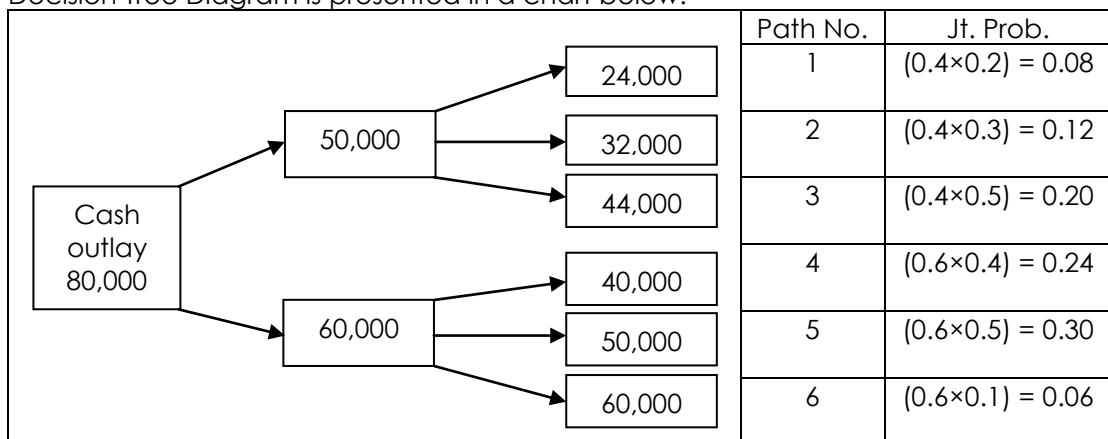 Decision Tree Diagram is presented in a chart below:
Path No. Jt. Prob.
24,000 1 (0.4×0.2) = 0.08
50,000 32,000 2 (0.4×0.3) = 0.12
44,000 3 (0.4×0.5) = 0.20
Cash
outlay
80,000
40,000 4 (0.6×0.4) = 0.24
60,000 50,000 5 (0.6×0.5) = 0.30
60,000 6 (0.6×0.1) = 0.06